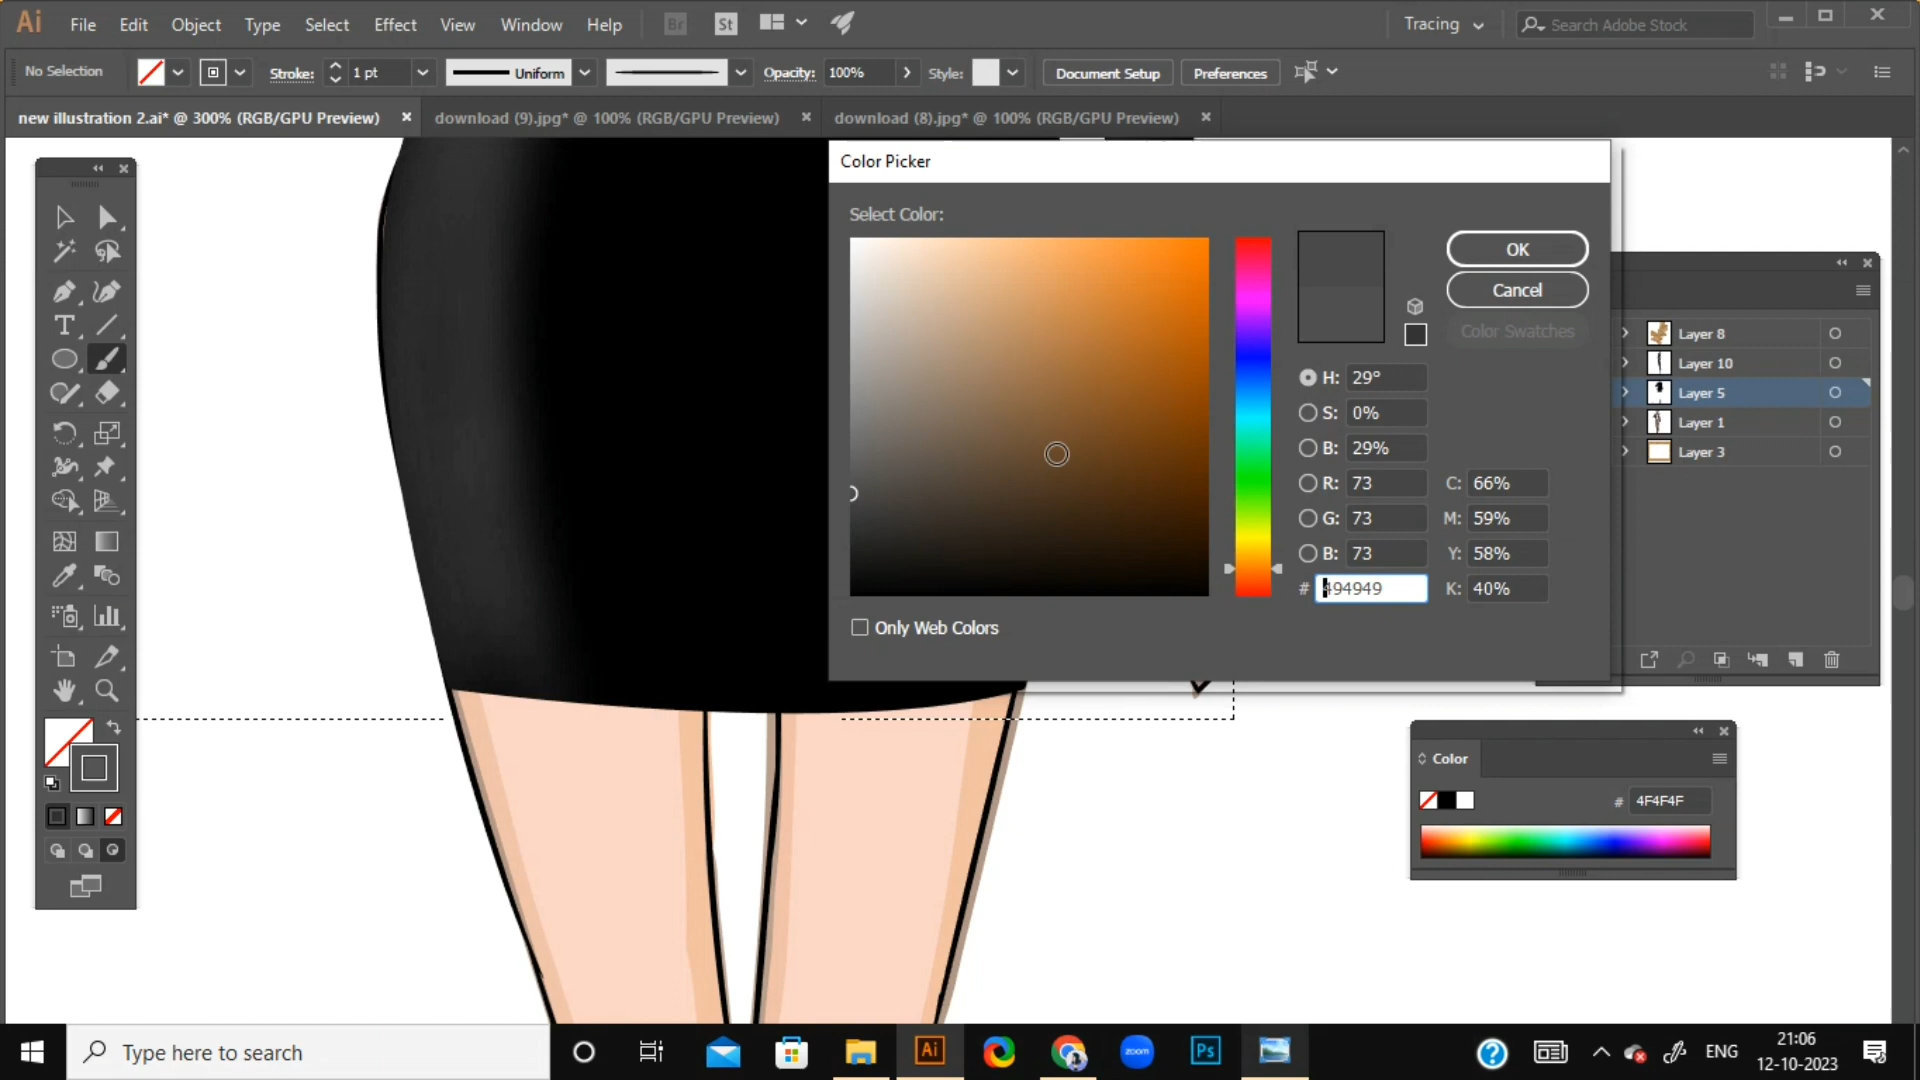 Ai File Edit Object Type Select Effect View Window Help Br St Tracing Search Adobe Stock
No Selection Stroke: 1 pt Uniform Opacity: 100% Style: Document Setup Preferences
new illustration 2.ai* @ 300% (RGB/GPU Preview) download (9).jpg* @ 100% (RGB/GPU Preview) download (8).jpg* @ 100% (RGB/GPU Preview)
Color Picker
Select Color:
OK
Cancel
Color Swatches
H: 29°
S: 0%
B: 29%
R: 73 C: 66%
G: 73 M: 59%
B: 73 Y: 58%
# 494949 K: 40%
Only Web Colors
Layer 8
Layer 10
Layer 5
Layer 1
Layer 3
Color
# 4F4F4F
Type here to search
Ai
zoom
Ps
ENG
21:06
12-10-2023